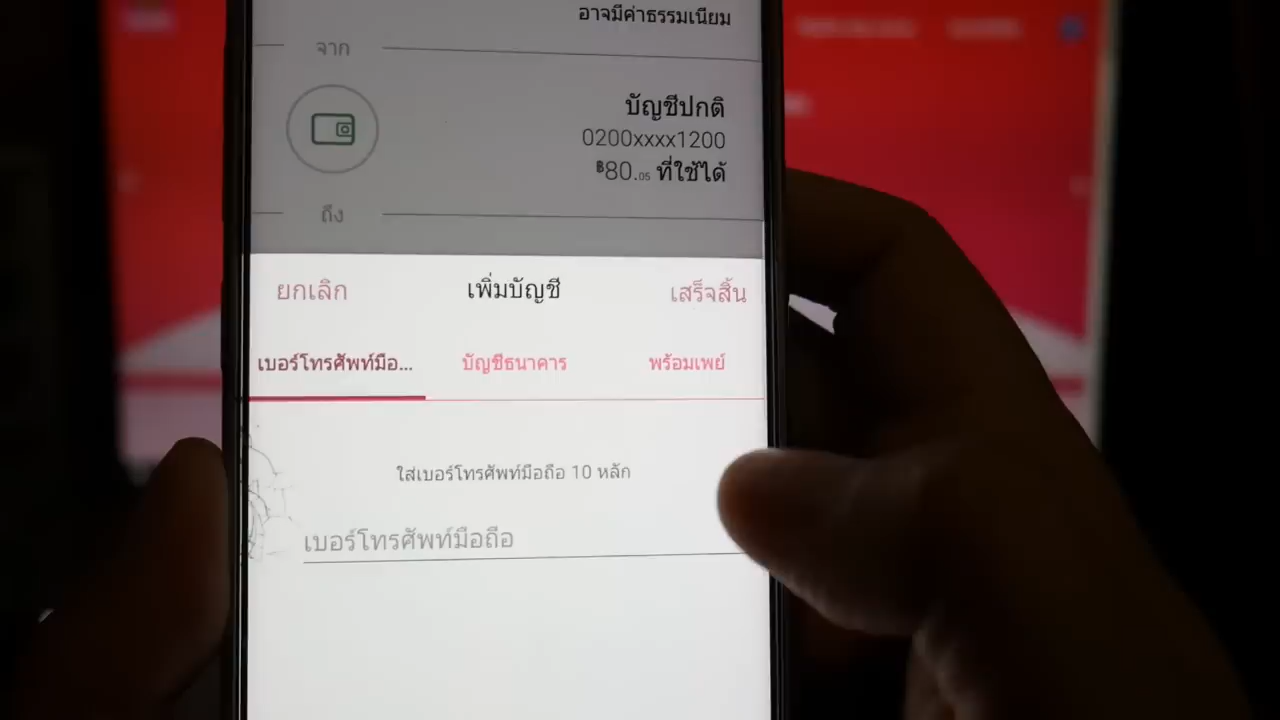 อาจมีค่าธรรมเนียม
จาก
บัญชีปกติ
0200xxxx1200
฿80.05 ที่ใช้ได้
ถึง
ยกเลิก เพิ่มบัญชี เสร็จสิ้น
เบอร์โทรศัพท์มือ... บัญชีธนาคาร พร้อมเพย์
ใส่เบอร์โทรศัพท์มือถือ 10 หลัก
เบอร์โทรศัพท์มือถือ